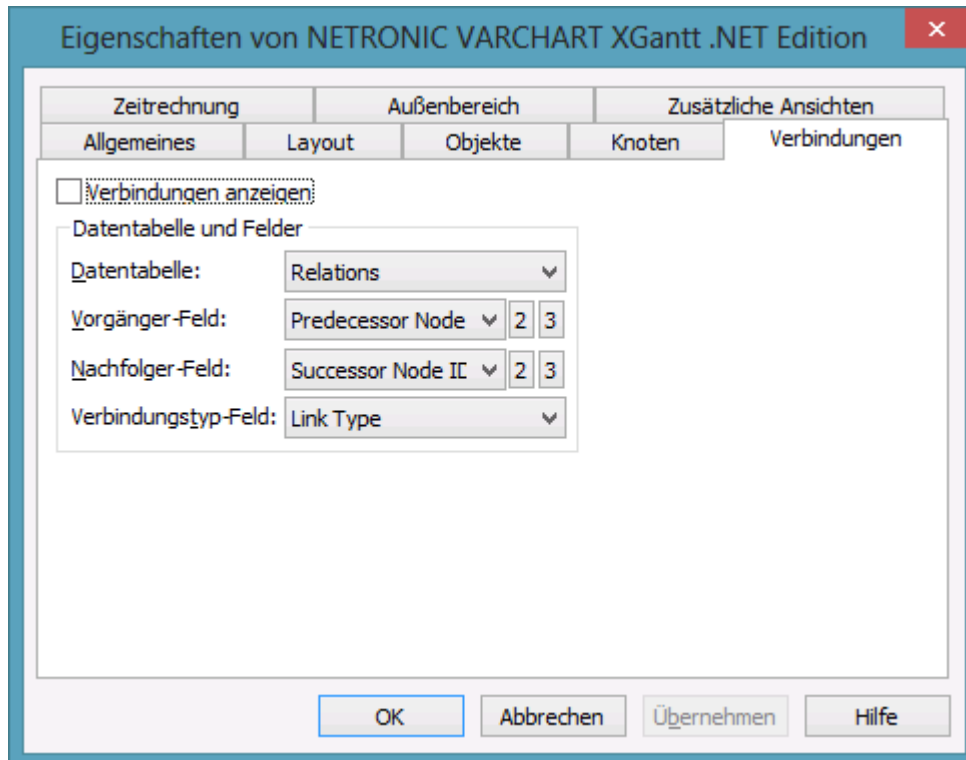 Eigenschaften von NETRONIC VARCHART XGantt .NET Edition
Zeitrechnung Außenbereich Zusätzliche Ansichten
Allgemeines Layout Objekte Knoten Verbindungen
Verbindungen anzeigen
Datentabelle und Felder
Datentabelle: Relations
Vorgänger-Feld: Predecessor Node 2 3
Nachfolger-Feld: Successor Node ID 2 3
Verbindungstyp-Feld: Link Type
OK Abbrechen Übernehmen Hilfe